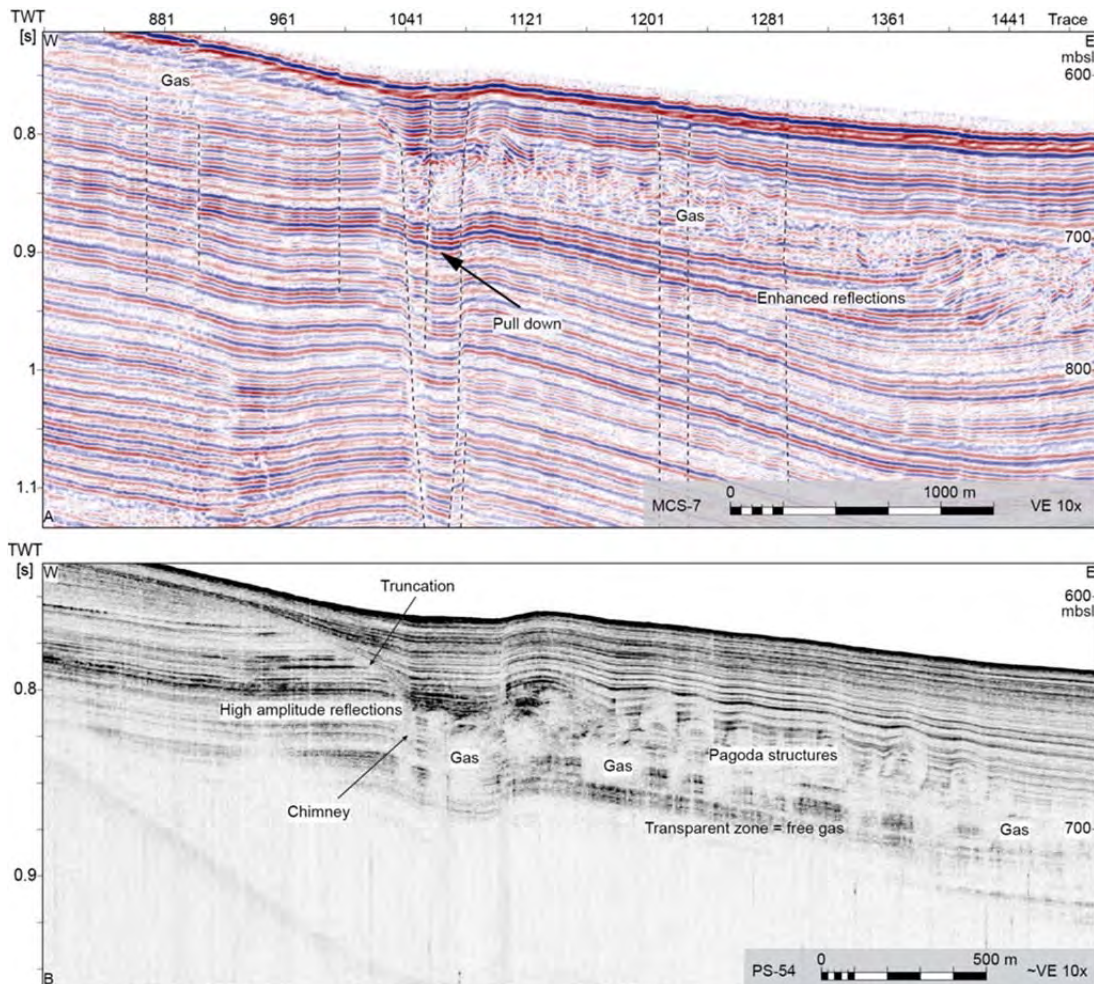 TWT 881 961 1041 1121 1201 1281 1361 1441 Trace
[s] W E
mbsl
600
Gas
0.8
Gas 700
0.9
Enhanced reflections
Pull down
1 800
1.1
0 1000 m
A MCS-7 VE 10x
TWT
[s] W E
600
mbsl
Truncation
0.8
High amplitude reflections
Gas Gas Pagoda structures
Chimney
Transparent zone = free gas Gas 700
0.9
0 500 m
B PS-54 ~VE 10x